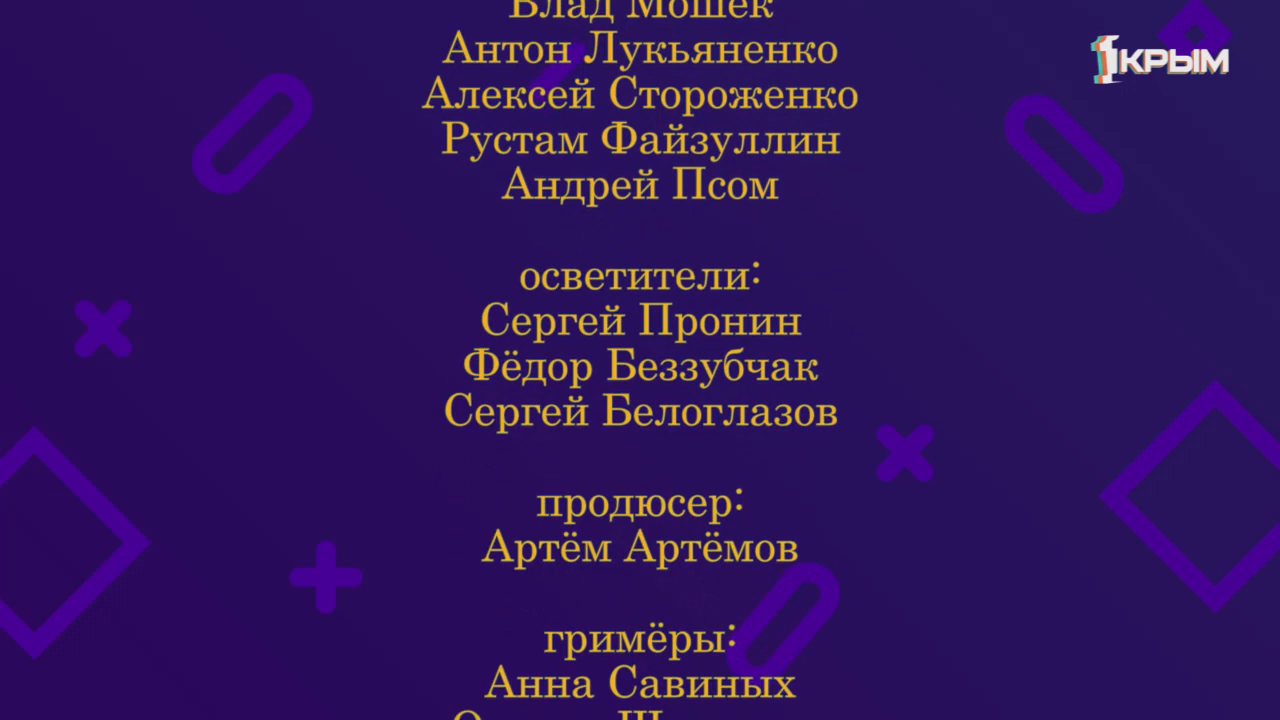 Влад Мошек
1КРЫМ
Антон Лукьяненко
Алексей Стороженко
Рустам Файзуллин
Андрей Псом
осветители:
Сергей Пронин
Фёдор Беззубчак
Сергей Белоглазов
продюсер:
Артём Артёмов
гримёры:
Анна Савиных